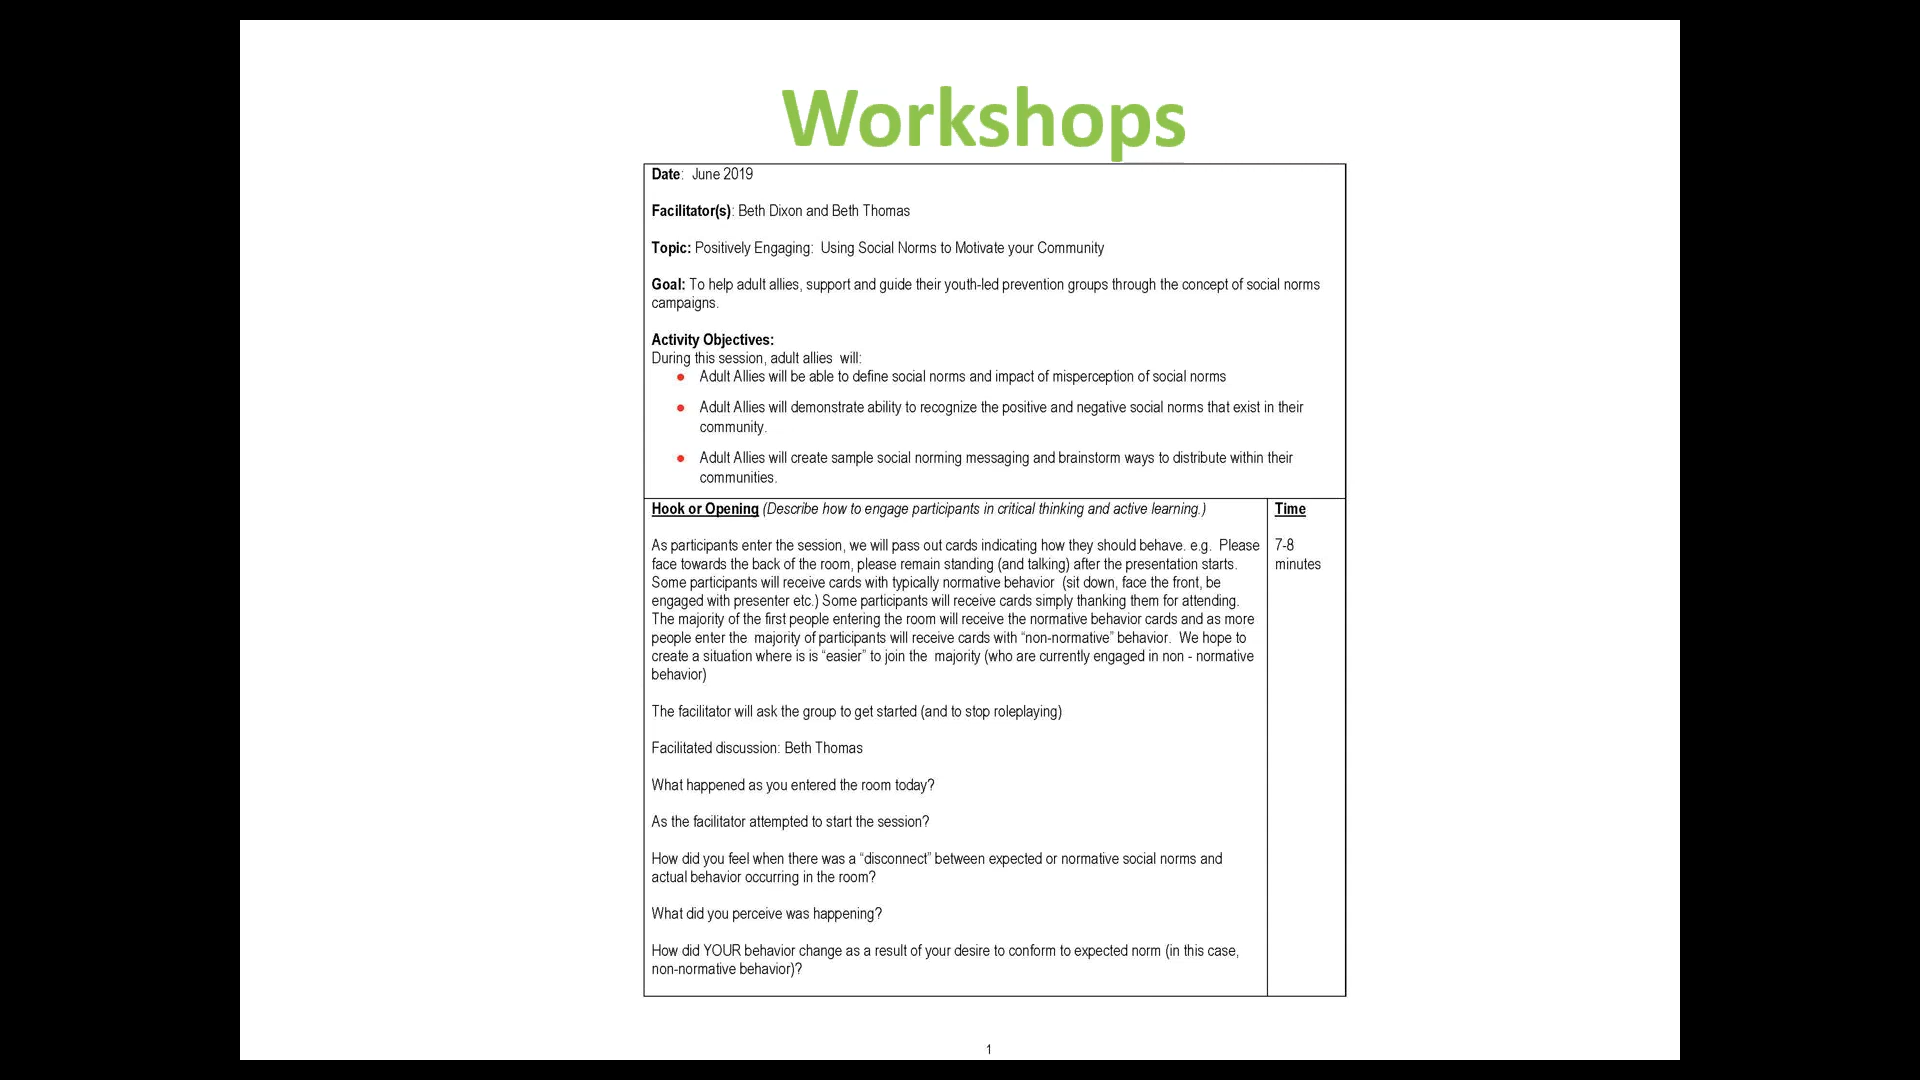 Workshops
Date:  June 2019
Facilitator(s): Beth Dixon and Beth Thomas
Topic: Positively Engaging:  Using Social Norms to Motivate your Community
Goal: To help adult allies, support and guide their youth-led prevention groups through the concept of social norms
campaigns.
Activity Objectives:
During this session, adult allies  will:
● Adult Allies will be able to define social norms and impact of misperception of social norms
● Adult Allies will demonstrate ability to recognize the positive and negative social norms that exist in their
community.
● Adult Allies will create sample social norming messaging and brainstorm ways to distribute within their
communities.
Hook or Opening (Describe how to engage participants in critical thinking and active learning.)
As participants enter the session, we will pass out cards indicating how they should behave. e.g.  Please
face towards the back of the room, please remain standing (and talking) after the presentation starts.
Some participants will receive cards with typically normative behavior  (sit down, face the front, be
engaged with presenter etc.) Some participants will receive cards simply thanking them for attending.
The majority of the first people entering the room will receive the normative behavior cards and as more
people enter the  majority of participants will receive cards with “non-normative” behavior.  We hope to
create a situation where is is “easier” to join the  majority (who are currently engaged in non - normative
behavior)
The facilitator will ask the group to get started (and to stop roleplaying)
Facilitated discussion: Beth Thomas
What happened as you entered the room today?
As the facilitator attempted to start the session?
How did you feel when there was a “disconnect” between expected or normative social norms and
actual behavior occurring in the room?
What did you perceive was happening?
How did YOUR behavior change as a result of your desire to conform to expected norm (in this case,
non-normative behavior)?
Time
7-8
minutes
1